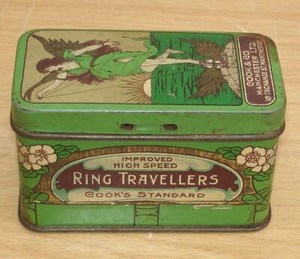 COOK & CO
MANCHESTER LTD.
IMPROVED
HIGH SPEED
RING TRAVELLERS
COOK'S STANDARD